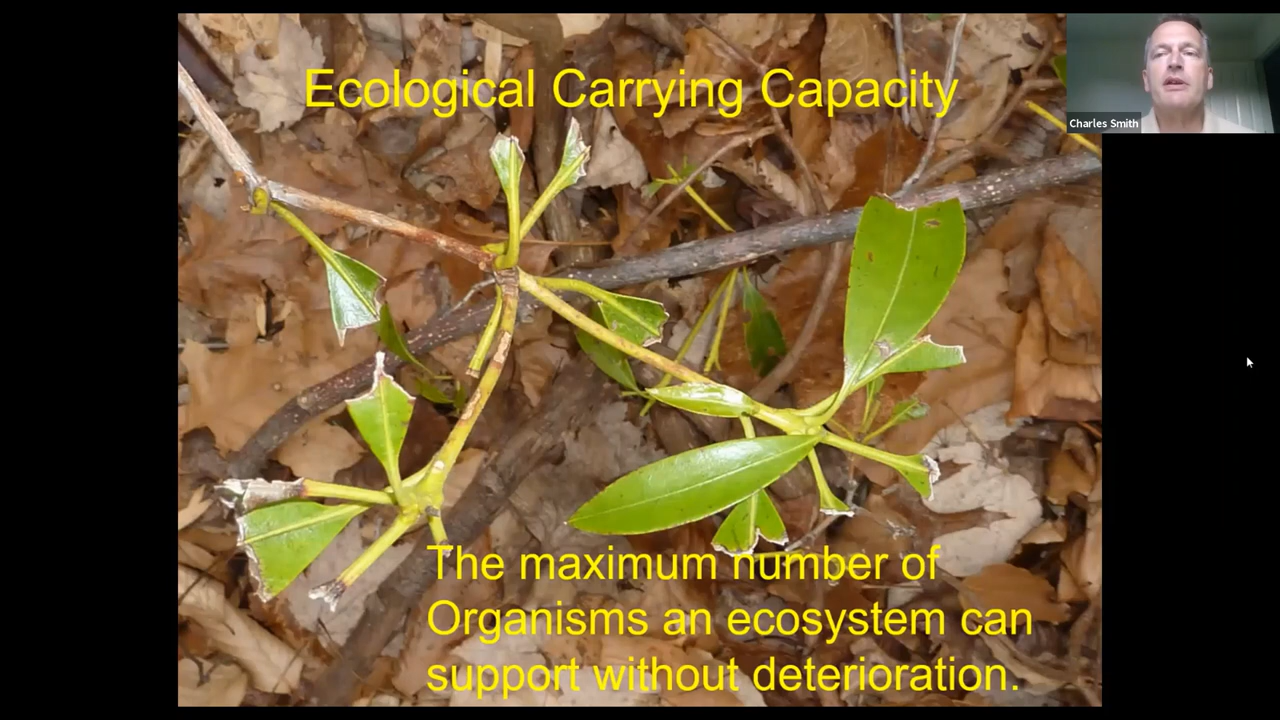 Ecological Carrying Capacity
Charles Smith
The maximum number of
Organisms an ecosystem can
support without deterioration.